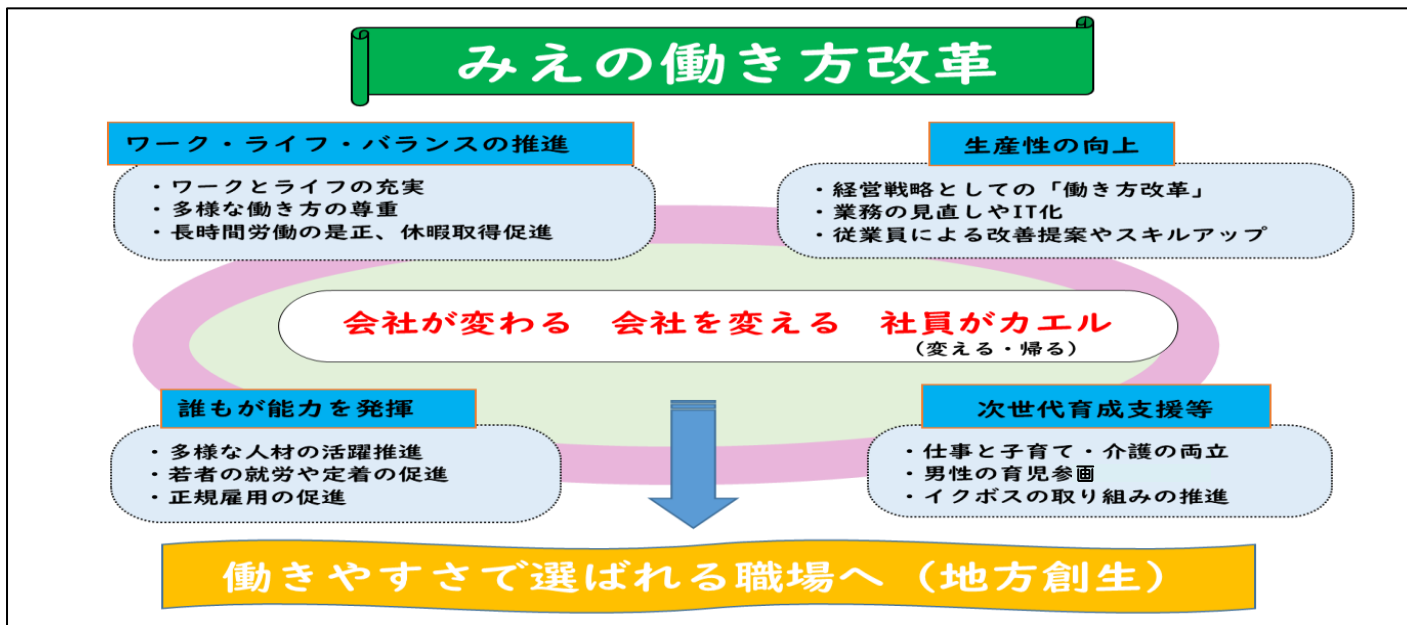 みえの働き方改革
ワーク・ライフ・バランスの推進
・ワークとライフの充実
・多様な働き方の尊重
・長時間労働の是正、休暇取得促進
生産性の向上
・経営戦略としての「働き方改革」
・業務の見直しやIT化
・従業員による改善提案やスキルアップ
会社が変わる　会社を変える　社員がカエル
（変える・帰る）
誰もが能力を発揮
・多様な人材の活躍推進
・若者の就労や定着の促進
・正規雇用の促進
次世代育成支援等
・仕事と子育て・介護の両立
・男性の育児参画
・イクボスの取り組みの推進
働きやすさで選ばれる職場へ（地方創生）